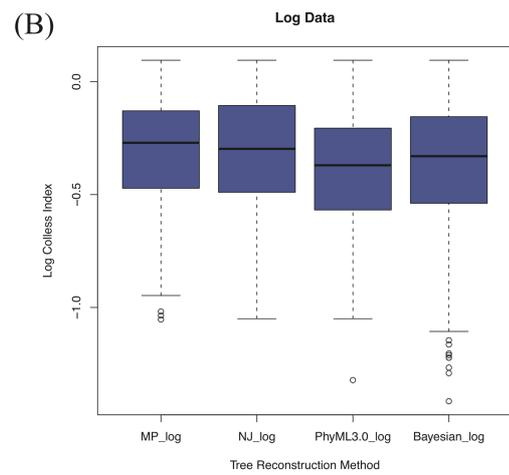 (B)
Log Data
Log Colless Index
0.0
−0.5
−1.0
MP_log NJ_log PhyML3.0_log Bayesian_log
Tree Reconstruction Method